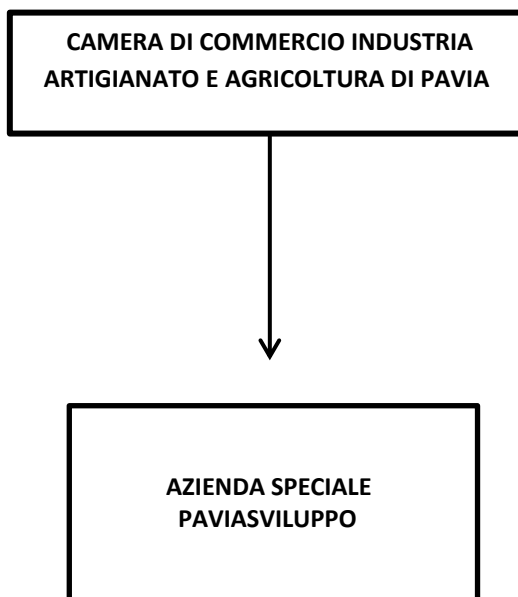 CAMERA DI COMMERCIO INDUSTRIA
ARTIGIANATO E AGRICOLTURA DI PAVIA
AZIENDA SPECIALE
PAVIASVILUPPO